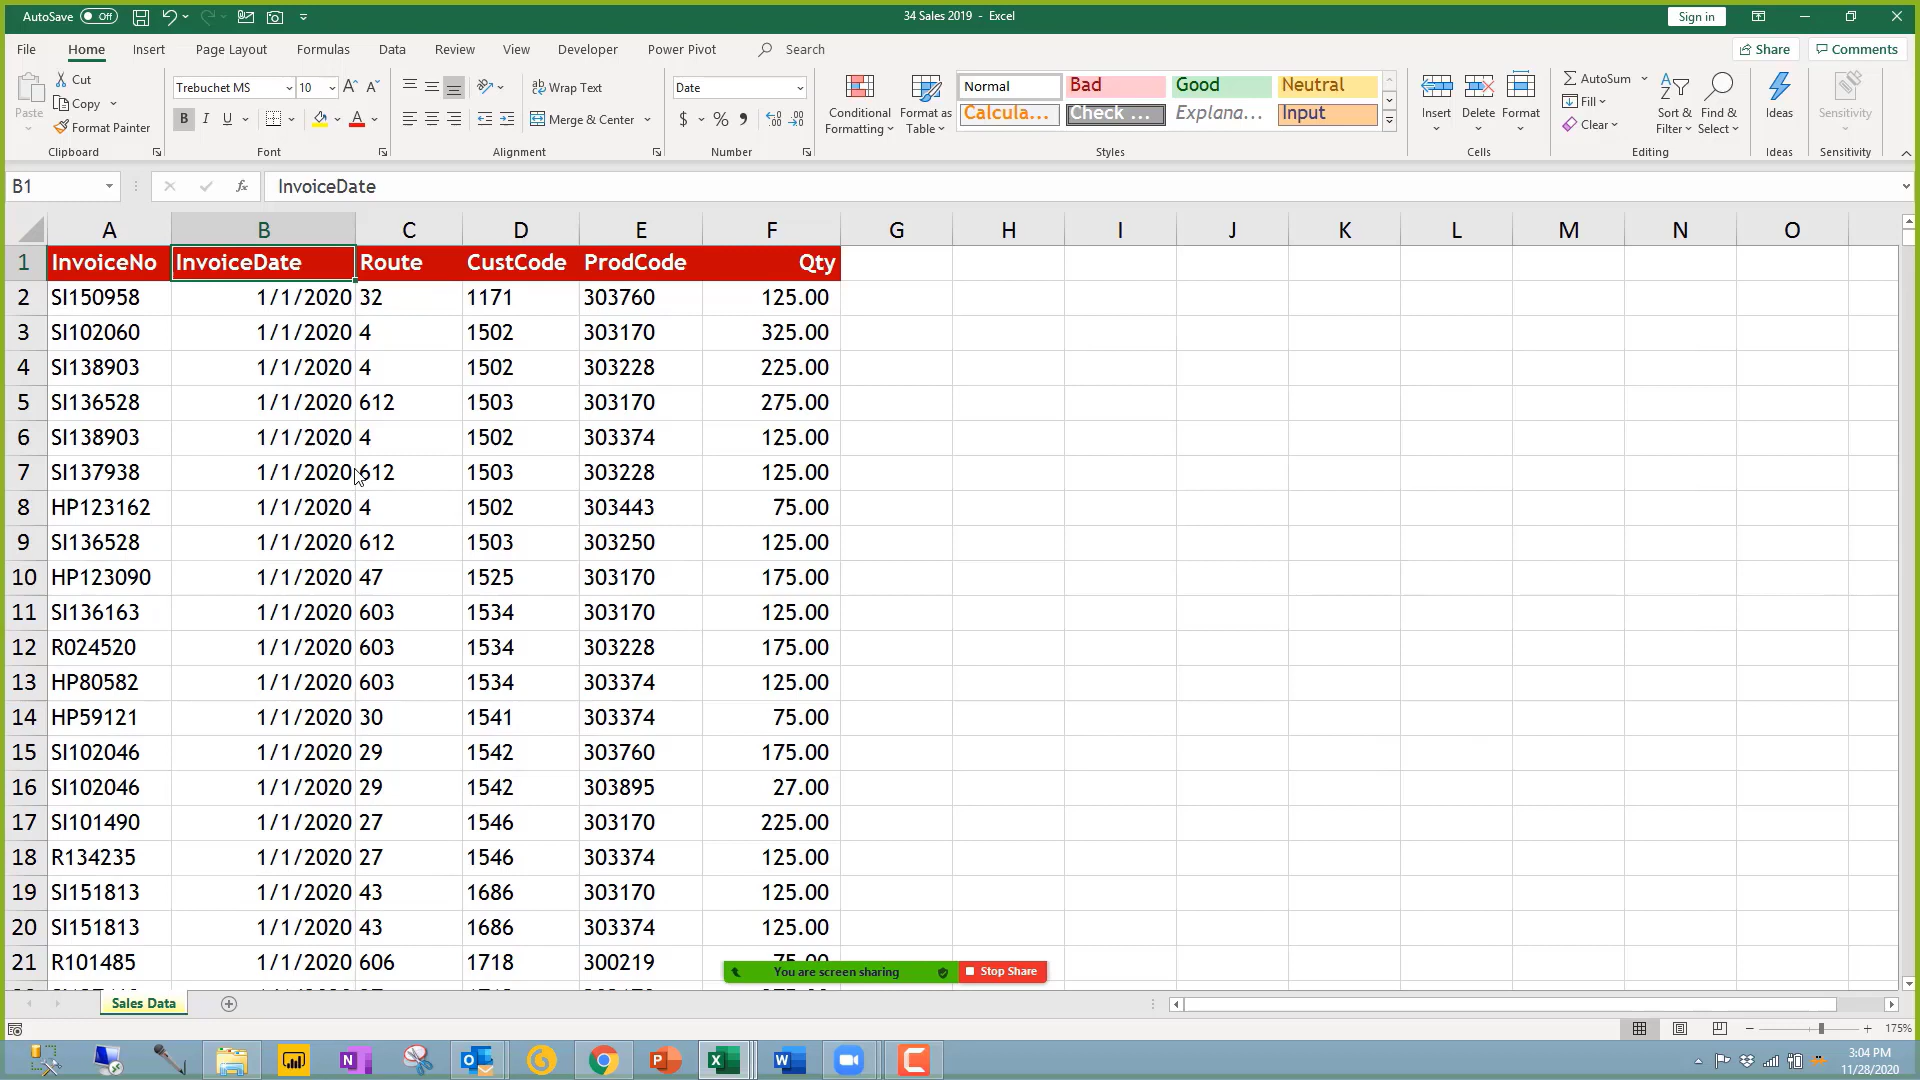 AutoSave Off 34 Sales 2019 - Excel Sign in
File Home Insert Page Layout Formulas Data Review View Developer Power Pivot Search Share Comments
Paste Cut Copy Format Painter Clipboard
Trebuchet MS 10 B I U A Font
Wrap Text Merge & Center Alignment
Date $ % Number
Conditional Formatting Format as Table
Normal Bad Good Neutral
Calcula... Check ... Explana... Input
Styles
Insert Delete Format Cells
AutoSum Fill Clear Sort & Filter Find & Select Editing
Ideas Ideas
Sensitivity Sensitivity
B1 fx InvoiceDate
A B C D E F G H I J K L M N O
1 InvoiceNo InvoiceDate Route CustCode ProdCode Qty
2 SI150958 1/1/2020 32 1171 303760 125.00
3 SI102060 1/1/2020 4 1502 303170 325.00
4 SI138903 1/1/2020 4 1502 303228 225.00
5 SI136528 1/1/2020 612 1503 303170 275.00
6 SI138903 1/1/2020 4 1502 303374 125.00
7 SI137938 1/1/2020 612 1503 303228 125.00
8 HP123162 1/1/2020 4 1502 303443 75.00
9 SI136528 1/1/2020 612 1503 303250 125.00
10 HP123090 1/1/2020 47 1525 303170 175.00
11 SI136163 1/1/2020 603 1534 303170 125.00
12 R024520 1/1/2020 603 1534 303228 175.00
13 HP80582 1/1/2020 603 1534 303374 125.00
14 HP59121 1/1/2020 30 1541 303374 75.00
15 SI102046 1/1/2020 29 1542 303760 175.00
16 SI102046 1/1/2020 29 1542 303895 27.00
17 SI101490 1/1/2020 27 1546 303170 225.00
18 R134235 1/1/2020 27 1546 303374 125.00
19 SI151813 1/1/2020 43 1686 303170 125.00
20 SI151813 1/1/2020 43 1686 303374 125.00
21 R101485 1/1/2020 606 1718 300219 75.00
You are screen sharing Stop Share
Sales Data
175%
3:04 PM
11/28/2020